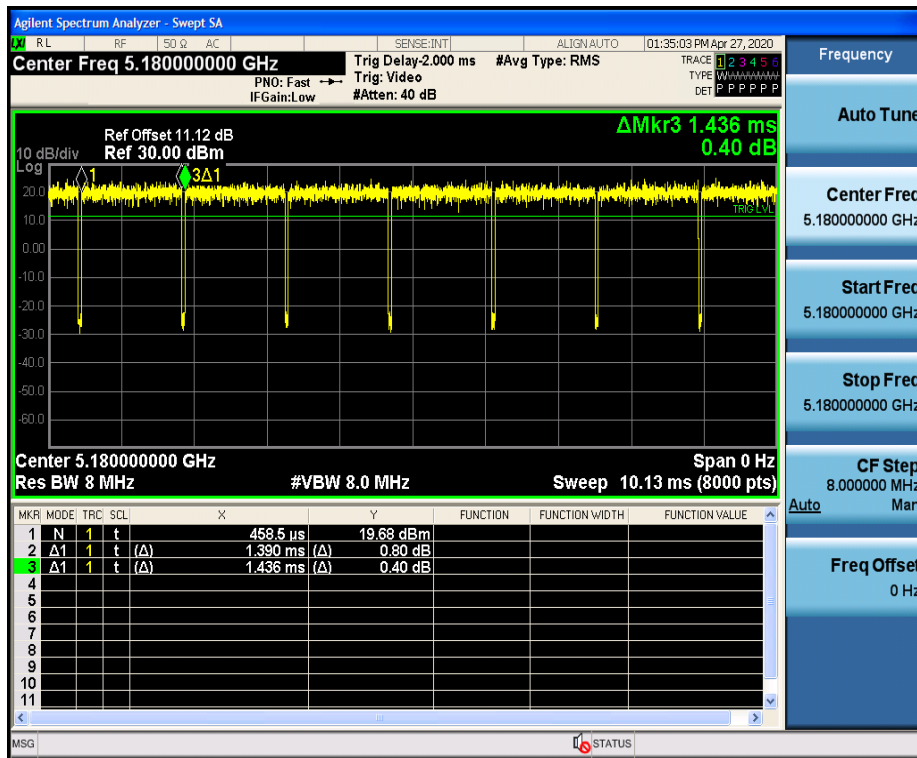 Agilent Spectrum Analyzer - Swept SA
LXI RL RF 50 Ω AC SENSE:INT ALIGN AUTO 01:35:03 PM Apr 27, 2020
Center Freq 5.180000000 GHz
PNO: Fast
IFGain:Low
Trig Delay-2.000 ms
Trig: Video
#Atten: 40 dB
#Avg Type: RMS
TRACE 1 2 3 4 5 6
TYPE WWWWWW
DET P P P P P P
Ref Offset 11.12 dB
10 dB/div Ref 30.00 dBm
Log
ΔMkr3 1.436 ms
0.40 dB
1
3Δ1
20.0
TRIG LVL
10.0
0.00
-10.0
-20.0
-30.0
-40.0
-50.0
-60.0
Center 5.180000000 GHz Span 0 Hz
Res BW 8 MHz #VBW 8.0 MHz Sweep 10.13 ms (8000 pts)
MKR MODE TRC SCL X Y FUNCTION FUNCTION WIDTH FUNCTION VALUE
1 N 1 t 458.5 µs 19.68 dBm
2 Δ1 1 t (Δ) 1.390 ms (Δ) 0.80 dB
3 Δ1 1 t (Δ) 1.436 ms (Δ) 0.40 dB
4
5
6
7
8
9
10
11
MSG STATUS
Frequency
Auto Tune
Center Freq
5.180000000 GHz
Start Freq
5.180000000 GHz
Stop Freq
5.180000000 GHz
CF Step
8.000000 MHz
Auto Man
Freq Offset
0 Hz